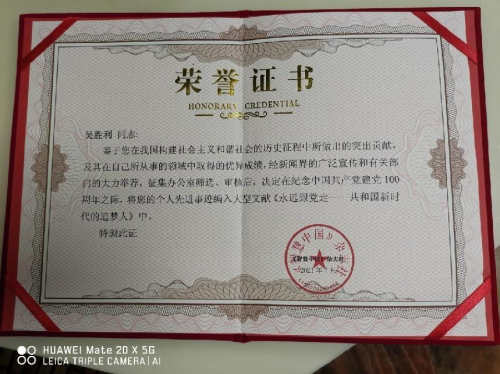 荣誉证书
HONORARY CREDENTIAL
吴胜利 同志:
鉴于您在我国构建社会主义和谐社会的历史征程中所做出的突出贡献,
及其在自己所从事的领域中取得的优异成绩,经新闻界的广泛宣传和有关部
门的大力举荐,征集办公室筛选、审核后,决定在纪念中国共产党建党 100
周年之际,将您的个人先进事迹编入大型文献《永远跟党走——共和国新时
代的追梦人》中。
特颁此证
HUAWEI Mate 20 X 5G
LEICA TRIPLE CAMERA | AI